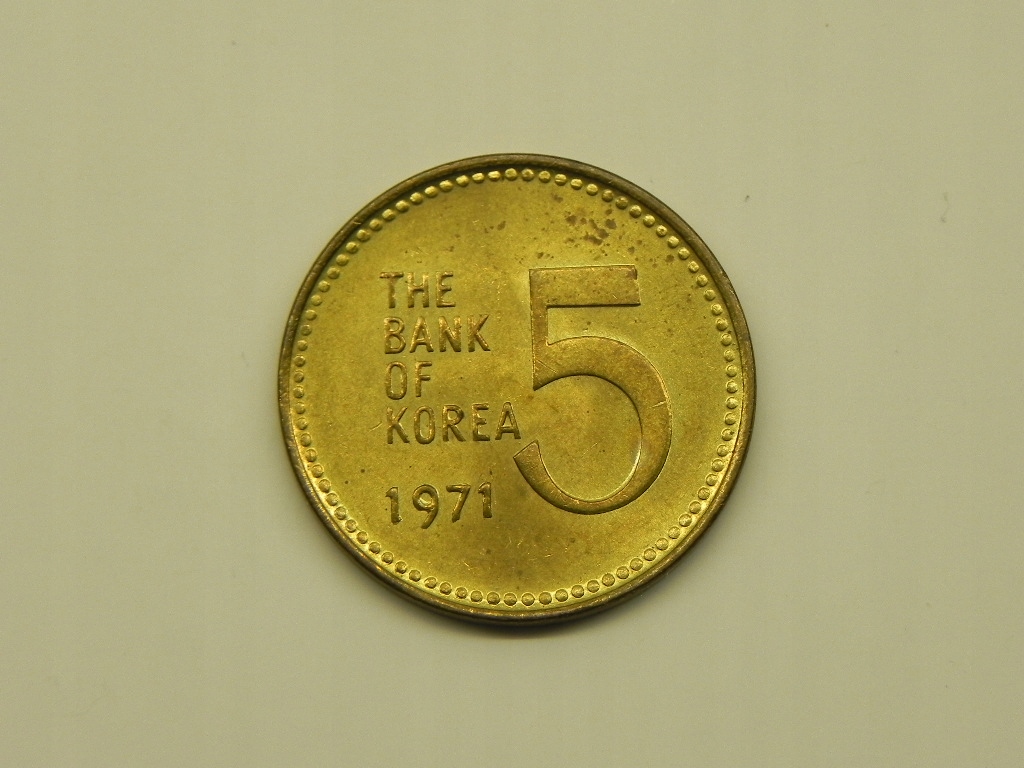 THE
BANK
OF
KOREA
1971
5